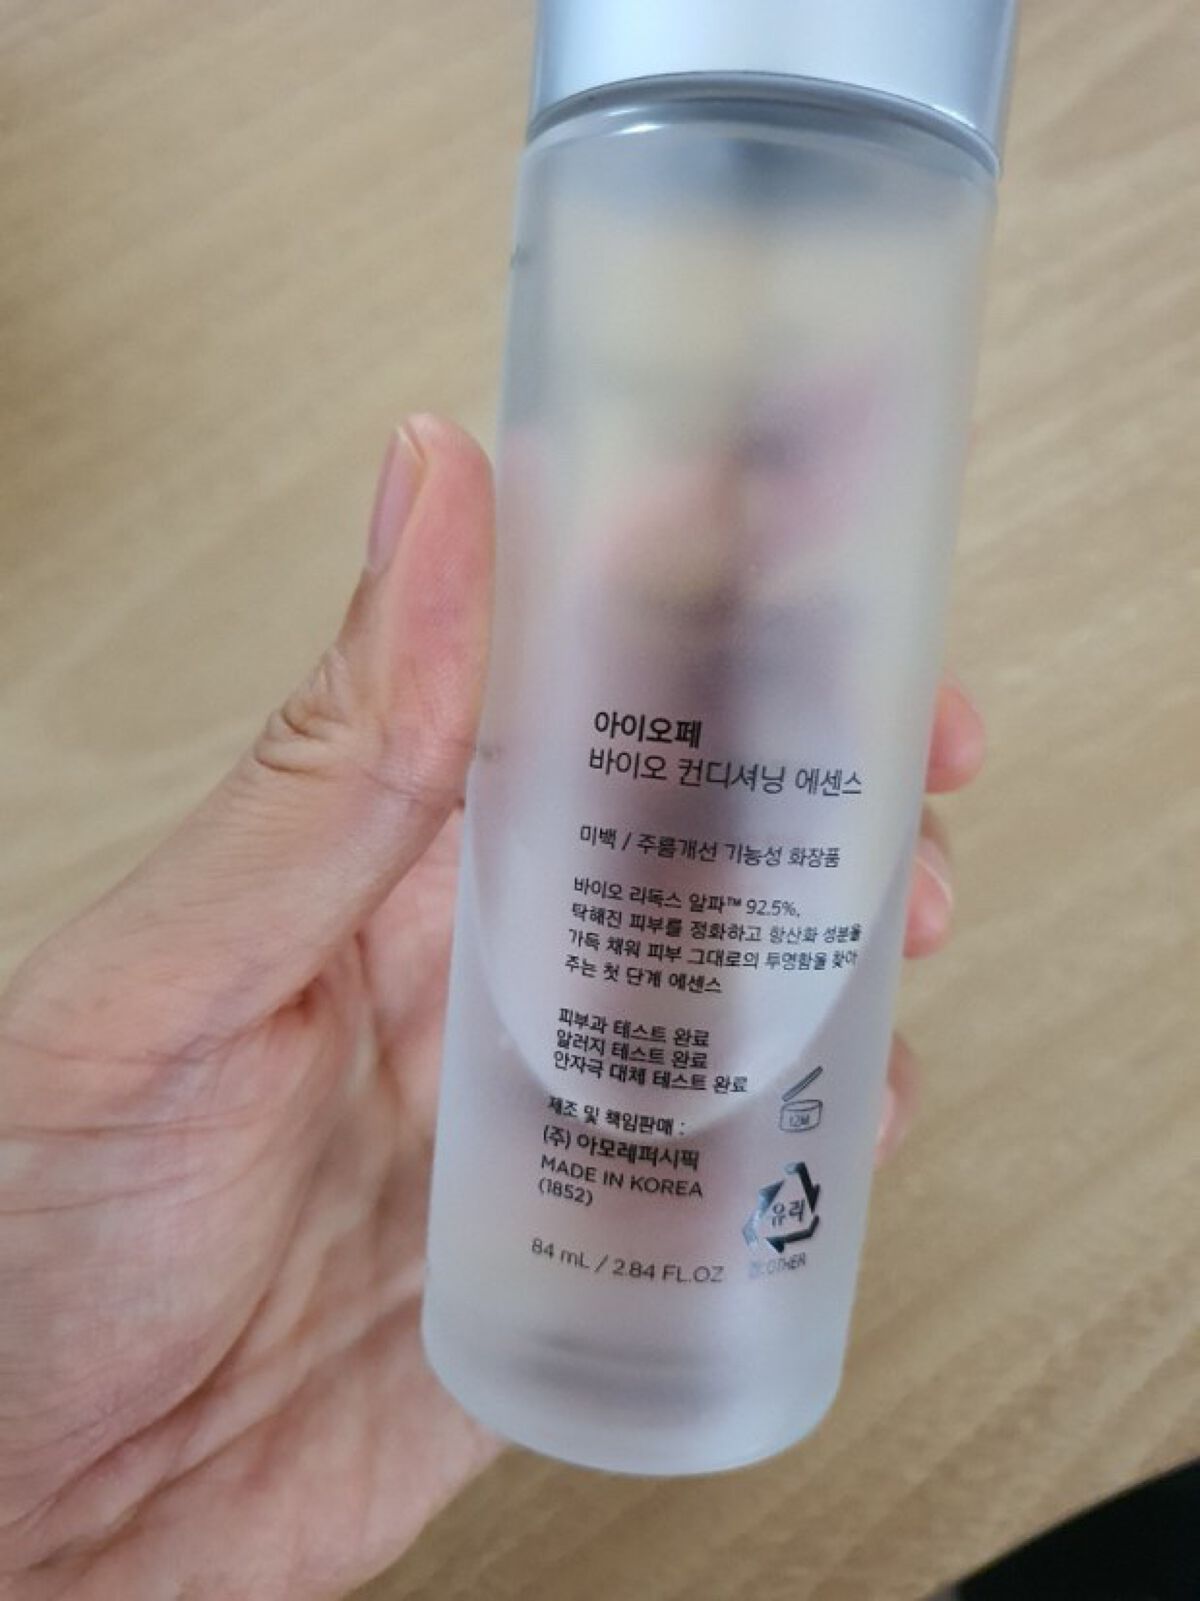 아이오페
바이오 컨디셔닝 에센스
미백 / 주름개선 기능성 화장품
바이오 리독스 알파™ 92.5%,
탁해진 피부를 정화하고 항산화 성분을
가득 채워 피부 그대로의 투명함을 찾아
주는 첫 단계 에센스
피부과 테스트 완료
알러지 테스트 완료
안자극 대체 테스트 완료
제조 및 책임판매 :
(주) 아모레퍼시픽
MADE IN KOREA
(1852)
12M
유리
캡: OTHER
84 mL / 2.84 FL.OZ